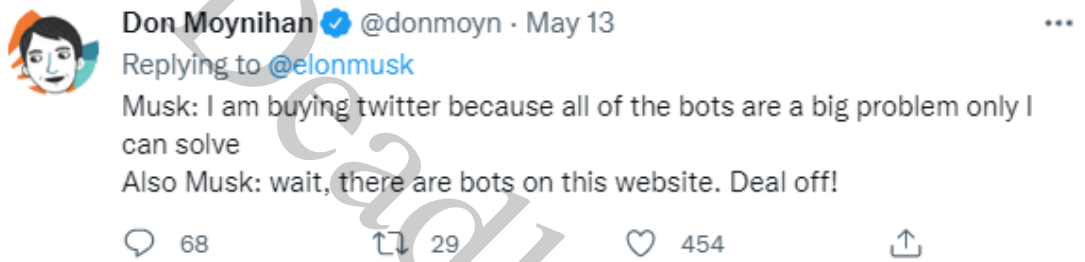 Don Moynihan @donmoyn · May 13
Replying to @elonmusk
Musk: I am buying twitter because all of the bots are a big problem only I
can solve
Also Musk: wait, there are bots on this website. Deal off!
68 29 454